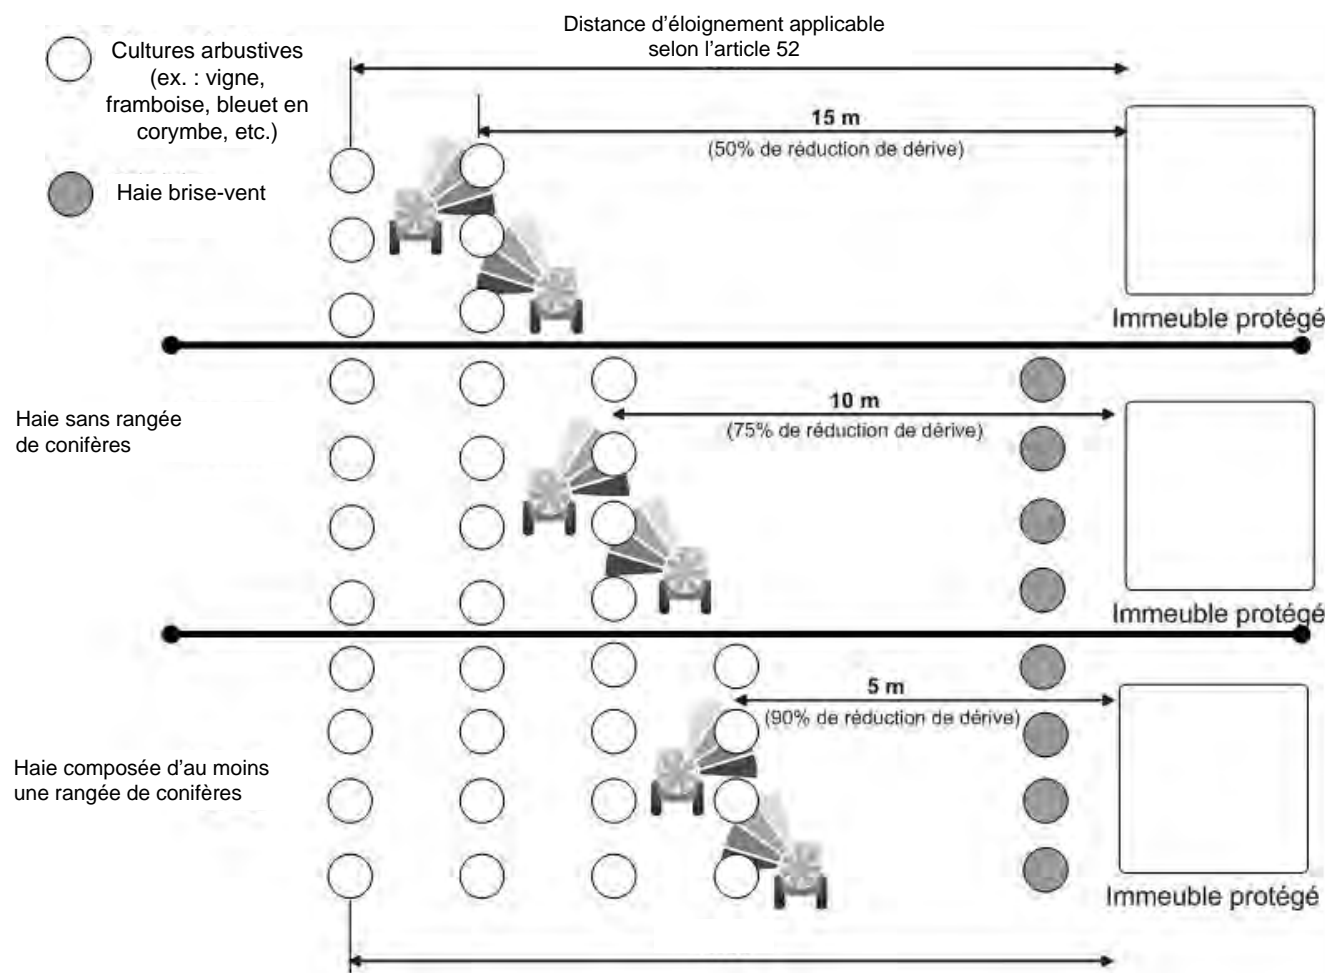 Distance d’éloignement applicable
selon l’article 52
Cultures arbustives
(ex. : vigne,
framboise, bleuet en
corymbe, etc.)
Haie brise-vent
15 m
(50% de réduction de dérive)
Immeuble protégé
Haie sans rangée
de conifères
10 m
(75% de réduction de dérive)
Immeuble protégé
Haie composée d’au moins
une rangée de conifères
5 m
(90% de réduction de dérive)
Immeuble protégé